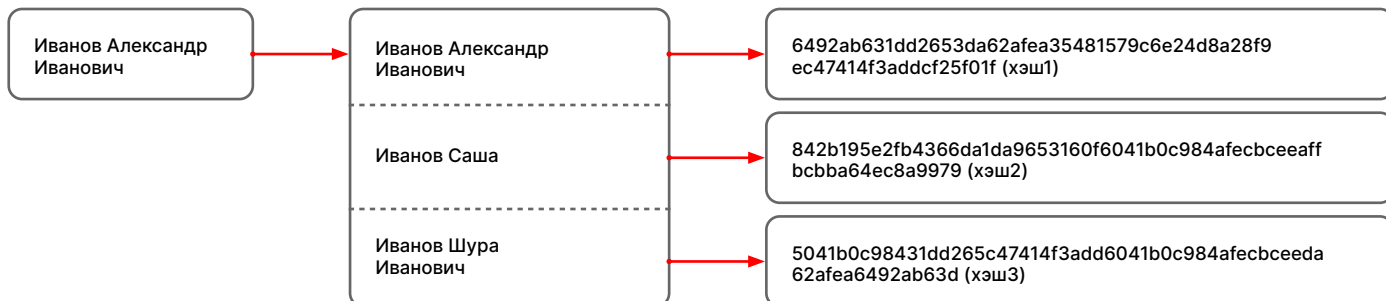 Иванов Александр
Иванович
Иванов Александр
Иванович
6492ab631dd2653da62afea35481579c6e24d8a28f9
ec47414f3addcf25f01f (хэш1)
Иванов Саша
842b195e2fb4366da1da9653160f6041b0c984afecbceeaff
bcbba64ec8a9979 (хэш2)
Иванов Шура
Иванович
5041b0c98431dd265c47414f3add6041b0c984afecbceeda
62afea6492ab63d (хэш3)